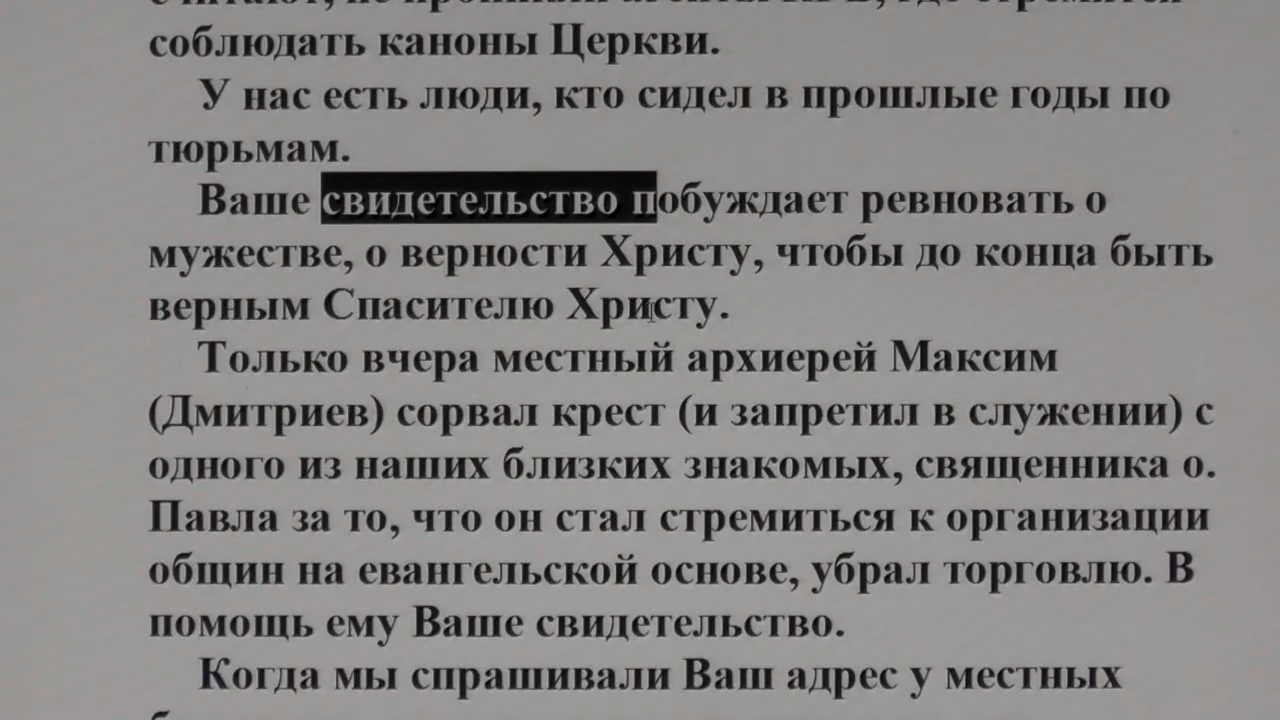 соблюдать каноны Церкви.
У нас есть люди, кто сидел в прошлые годы по
тюрьмам.
Ваше свидетельство побуждает ревновать о
мужестве, о верности Христу, чтобы до конца быть
верным Спасителю Христу.
Только вчера местный архиерей Максим
(Дмитриев) сорвал крест (и запретил в служении) с
одного из наших близких знакомых, священника о.
Павла за то, что он стал стремиться к организации
общин на евангельской основе, убрал торговлю. В
помощь ему Ваше свидетельство.
Когда мы спрашивали Ваш адрес у местных